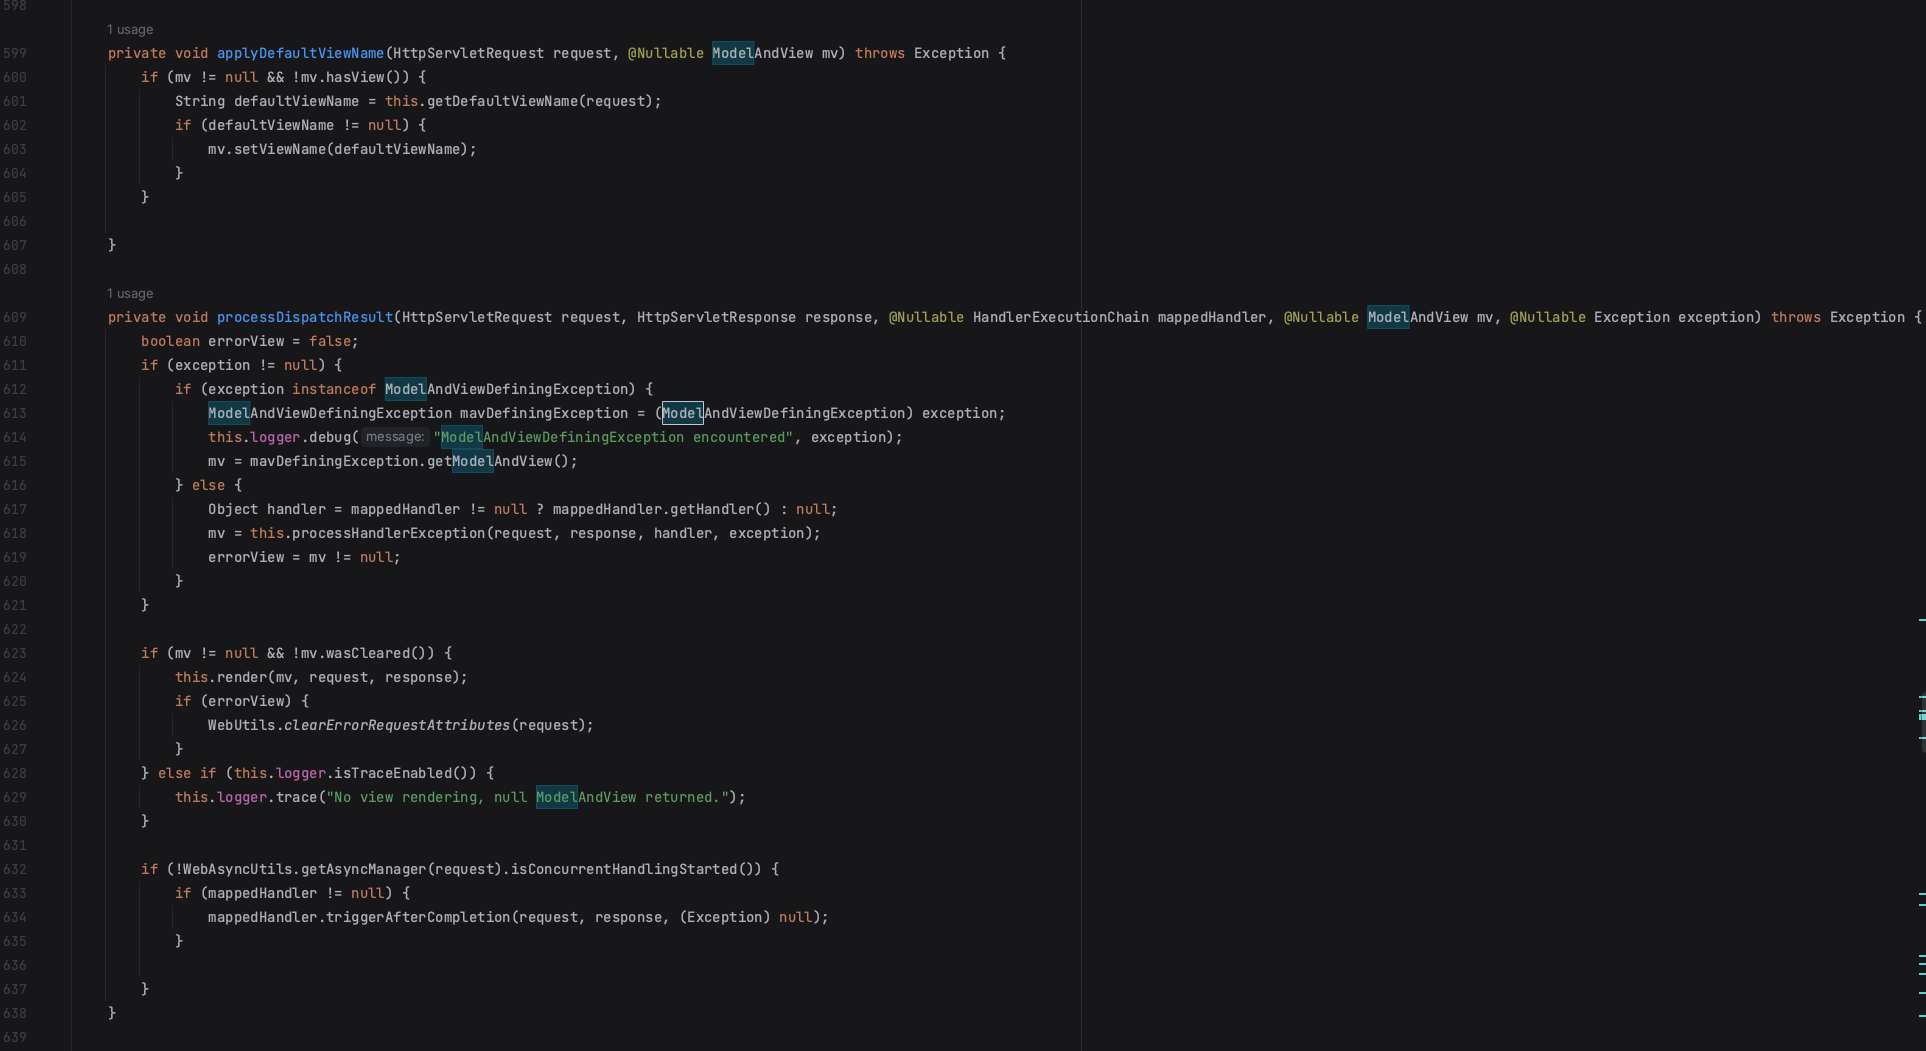 598
1 usage
599 private void applyDefaultViewName(HttpServletRequest request, @Nullable ModelAndView mv) throws Exception {
600 if (mv != null && !mv.hasView()) {
601 String defaultViewName = this.getDefaultViewName(request);
602 if (defaultViewName != null) {
603 mv.setViewName(defaultViewName);
604 }
605 }
606
607 }
608
1 usage
609 private void processDispatchResult(HttpServletRequest request, HttpServletResponse response, @Nullable HandlerExecutionChain mappedHandler, @Nullable ModelAndView mv, @Nullable Exception exception) throws Exception {
610 boolean errorView = false;
611 if (exception != null) {
612 if (exception instanceof ModelAndViewDefiningException) {
613 ModelAndViewDefiningException mavDefiningException = (ModelAndViewDefiningException) exception;
614 this.logger.debug( message: "ModelAndViewDefiningException encountered", exception);
615 mv = mavDefiningException.getModelAndView();
616 } else {
617 Object handler = mappedHandler != null ? mappedHandler.getHandler() : null;
618 mv = this.processHandlerException(request, response, handler, exception);
619 errorView = mv != null;
620 }
621 }
622
623 if (mv != null && !mv.wasCleared()) {
624 this.render(mv, request, response);
625 if (errorView) {
626 WebUtils.clearErrorRequestAttributes(request);
627 }
628 } else if (this.logger.isTraceEnabled()) {
629 this.logger.trace("No view rendering, null ModelAndView returned.");
630 }
631
632 if (!WebAsyncUtils.getAsyncManager(request).isConcurrentHandlingStarted()) {
633 if (mappedHandler != null) {
634 mappedHandler.triggerAfterCompletion(request, response, (Exception) null);
635 }
636
637 }
638 }
639